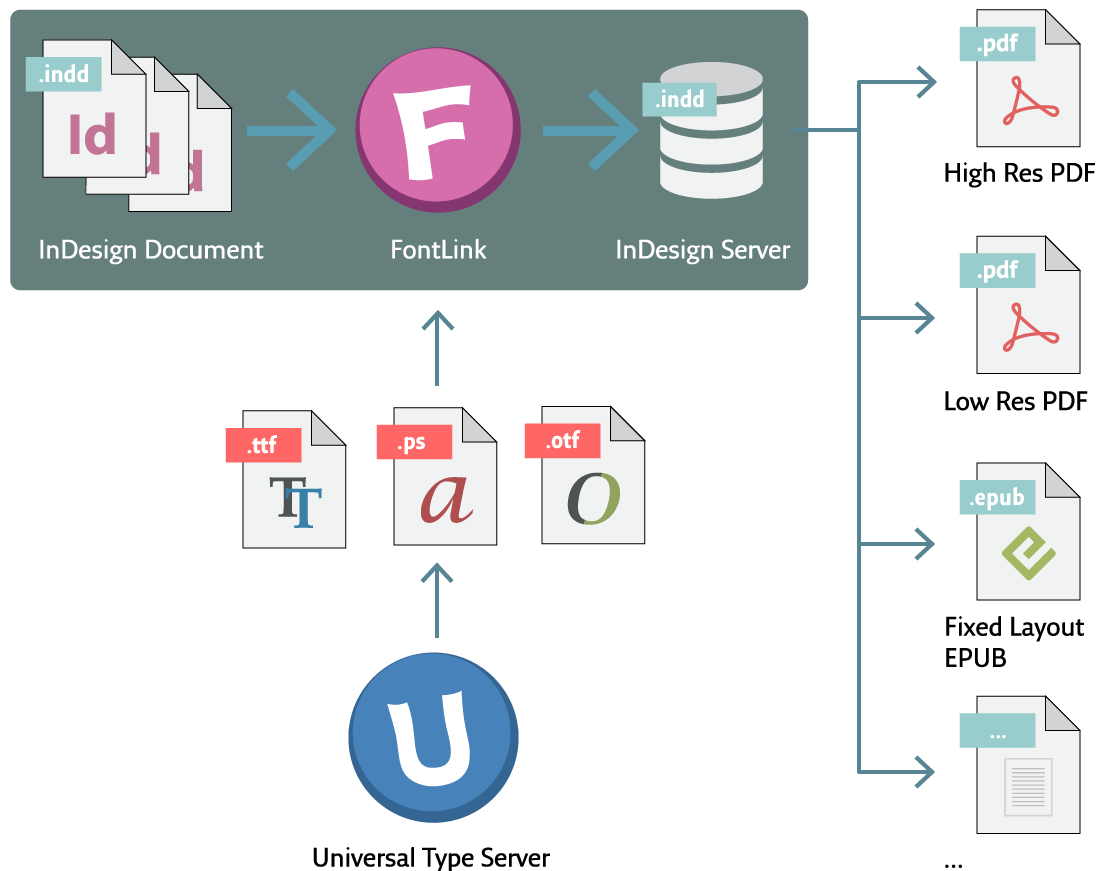 .indd
Id
d
d
InDesign Document
F
FontLink
.indd
InDesign Server
.pdf
High Res PDF
.pdf
Low Res PDF
.epub
Fixed Layout
EPUB
...
...
.ttf
TT
.ps
a
.otf
O
U
Universal Type Server